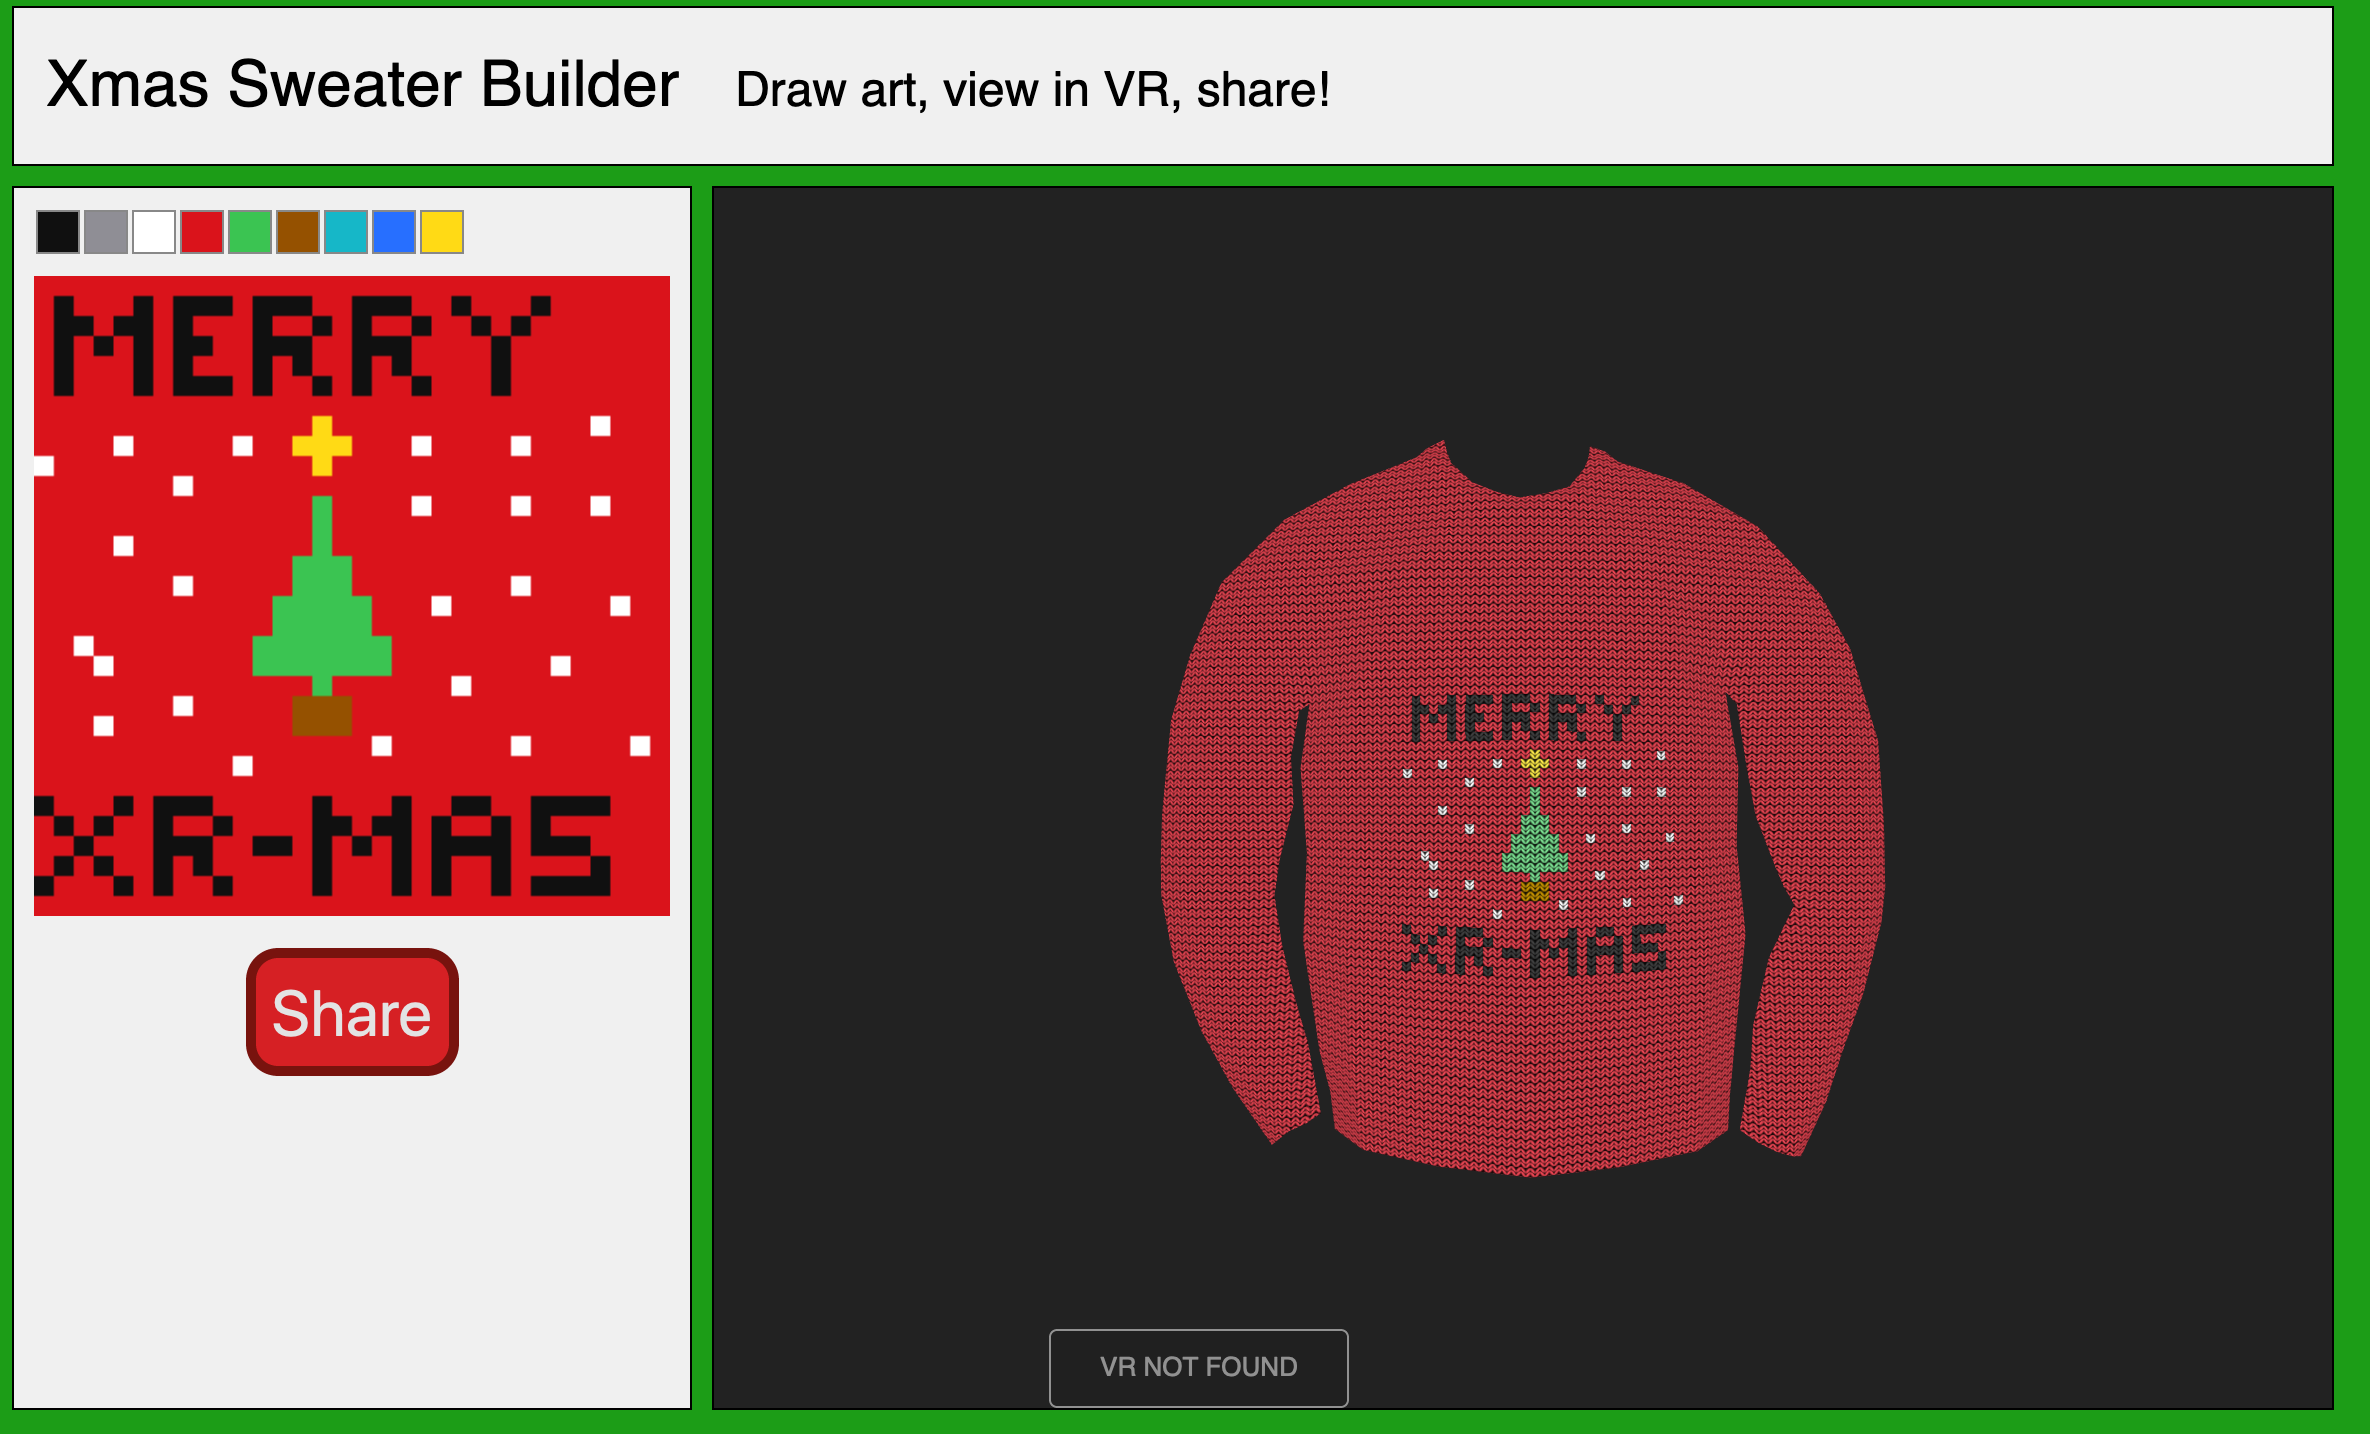 Xmas Sweater Builder
Draw art, view in VR, share!
MERRY
XR-MAS
Share
MERRY
XR-MAS
VR NOT FOUND